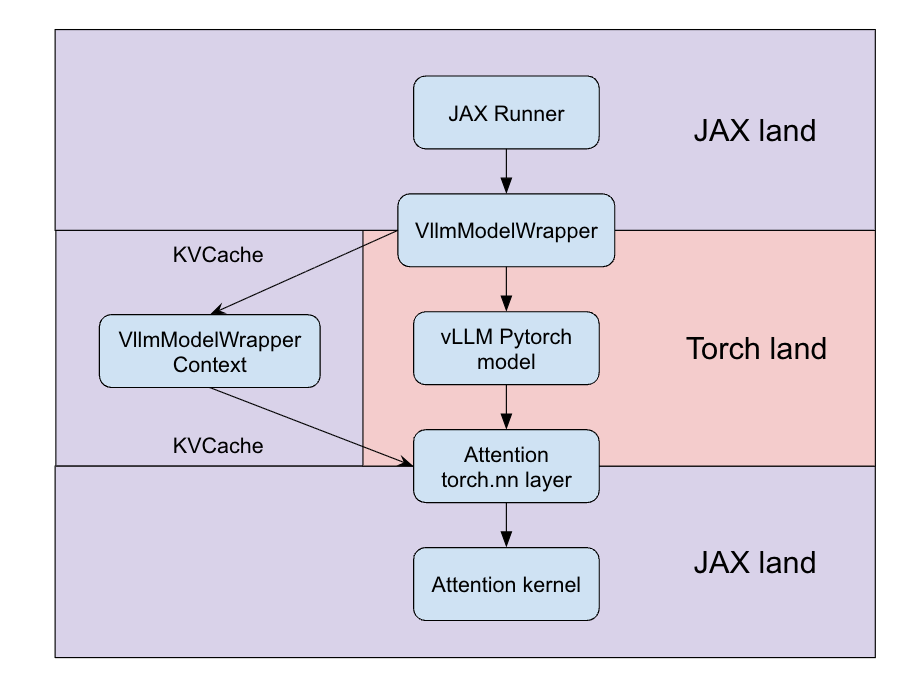 JAX Runner
JAX land
VllmModelWrapper
KVCache
VllmModelWrapper
Context
vLLM Pytorch
model
Torch land
KVCache
Attention
torch.nn layer
JAX land
Attention kernel